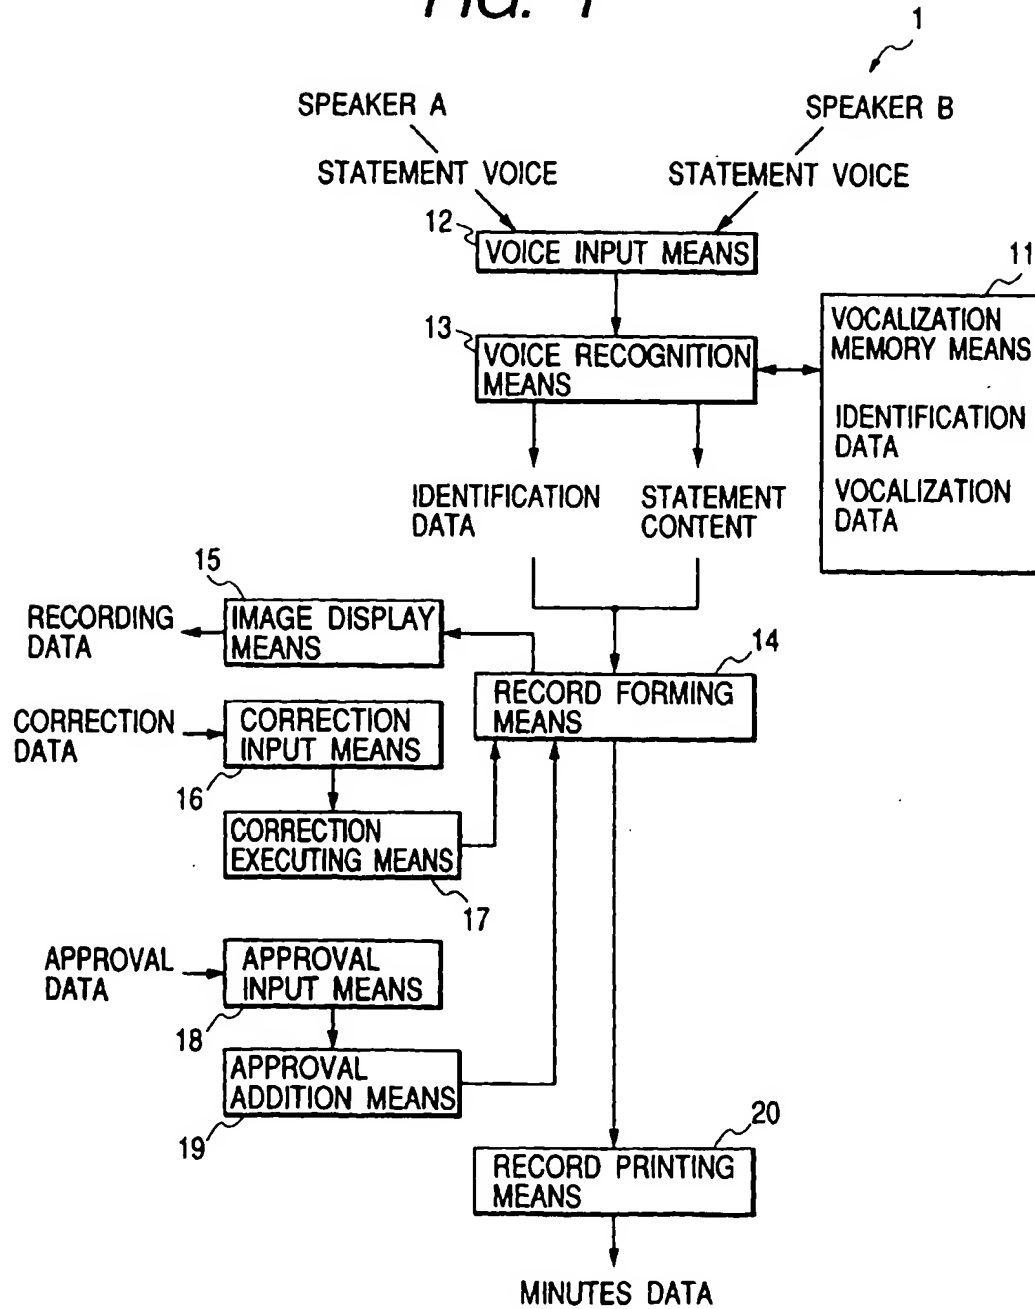 FIG. 1
1
SPEAKER A
SPEAKER B
STATEMENT VOICE
STATEMENT VOICE
12
VOICE INPUT MEANS
11
VOCALIZATION
MEMORY MEANS
IDENTIFICATION
DATA
VOCALIZATION
DATA
13
VOICE RECOGNITION
MEANS
IDENTIFICATION
DATA
STATEMENT
CONTENT
15
RECORDING
DATA
IMAGE DISPLAY
MEANS
14
RECORD FORMING
MEANS
CORRECTION
DATA
CORRECTION
INPUT MEANS
16
CORRECTION
EXECUTING MEANS
17
APPROVAL
DATA
APPROVAL
INPUT MEANS
18
APPROVAL
ADDITION MEANS
19
20
RECORD PRINTING
MEANS
MINUTES DATA